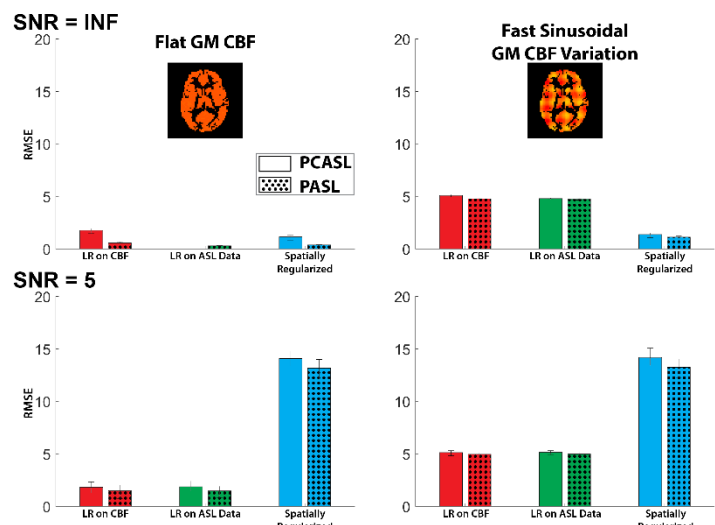 SNR = INF
Flat GM CBF
Fast Sinusoidal
GM CBF Variation
20
15
10
5
0
RMSE
PCASL
PASL
LR on CBF
LR on ASL Data
Spatially
Regularized
20
15
10
5
0
LR on CBF
LR on ASL Data
Spatially
Regularized
SNR = 5
20
15
10
5
0
RMSE
LR on CBF
LR on ASL Data
Spatially
20
15
10
5
0
LR on CBF
LR on ASL Data
Spatially